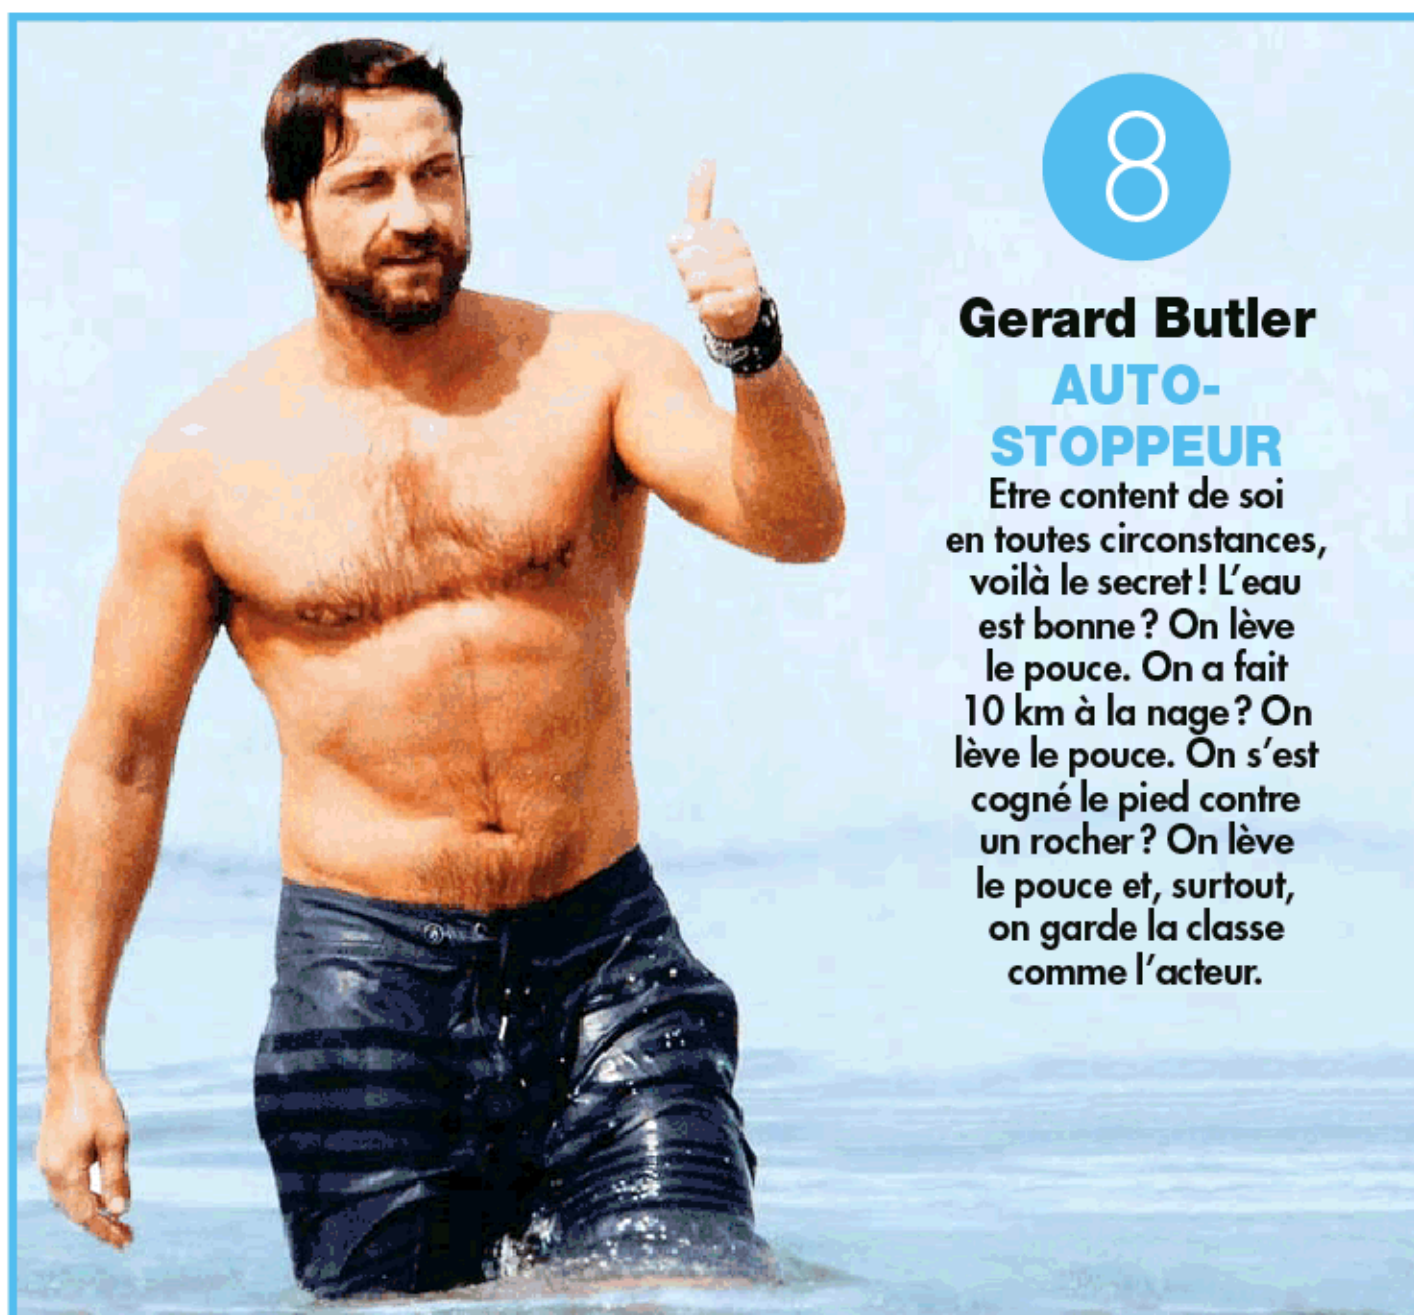 8
Gerard Butler
AUTO-
STOPPEUR
Etre content de soi
en toutes circonstances,
voilà le secret! L'eau
est bonne? On lève
le pouce. On a fait
10 km à la nage? On
lève le pouce. On s'est
cogné le pied contre
un rocher? On lève
le pouce et, surtout,
on garde la classe
comme l'acteur.